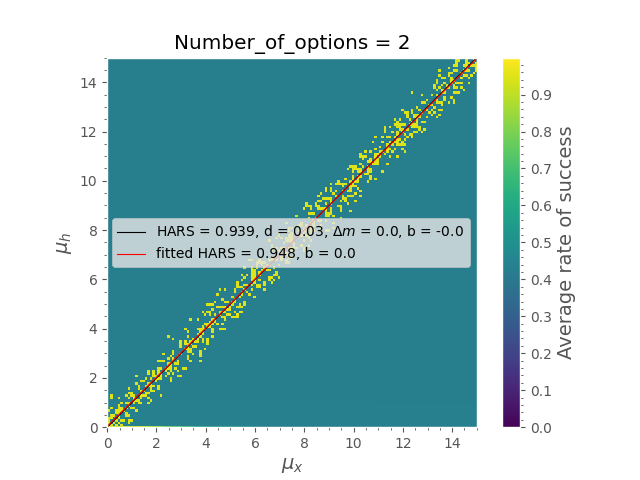 Number_of_options = 2
14
12
10
8
6
4
2
0
μh
HARS = 0.939, d = 0.03, Δm = 0.0, b = -0.0
fitted HARS = 0.948, b = 0.0
0 2 4 6 8 10 12 14
μx
0.9
0.8
0.7
0.6
0.5
0.4
0.3
0.2
0.1
0.0
Average rate of success